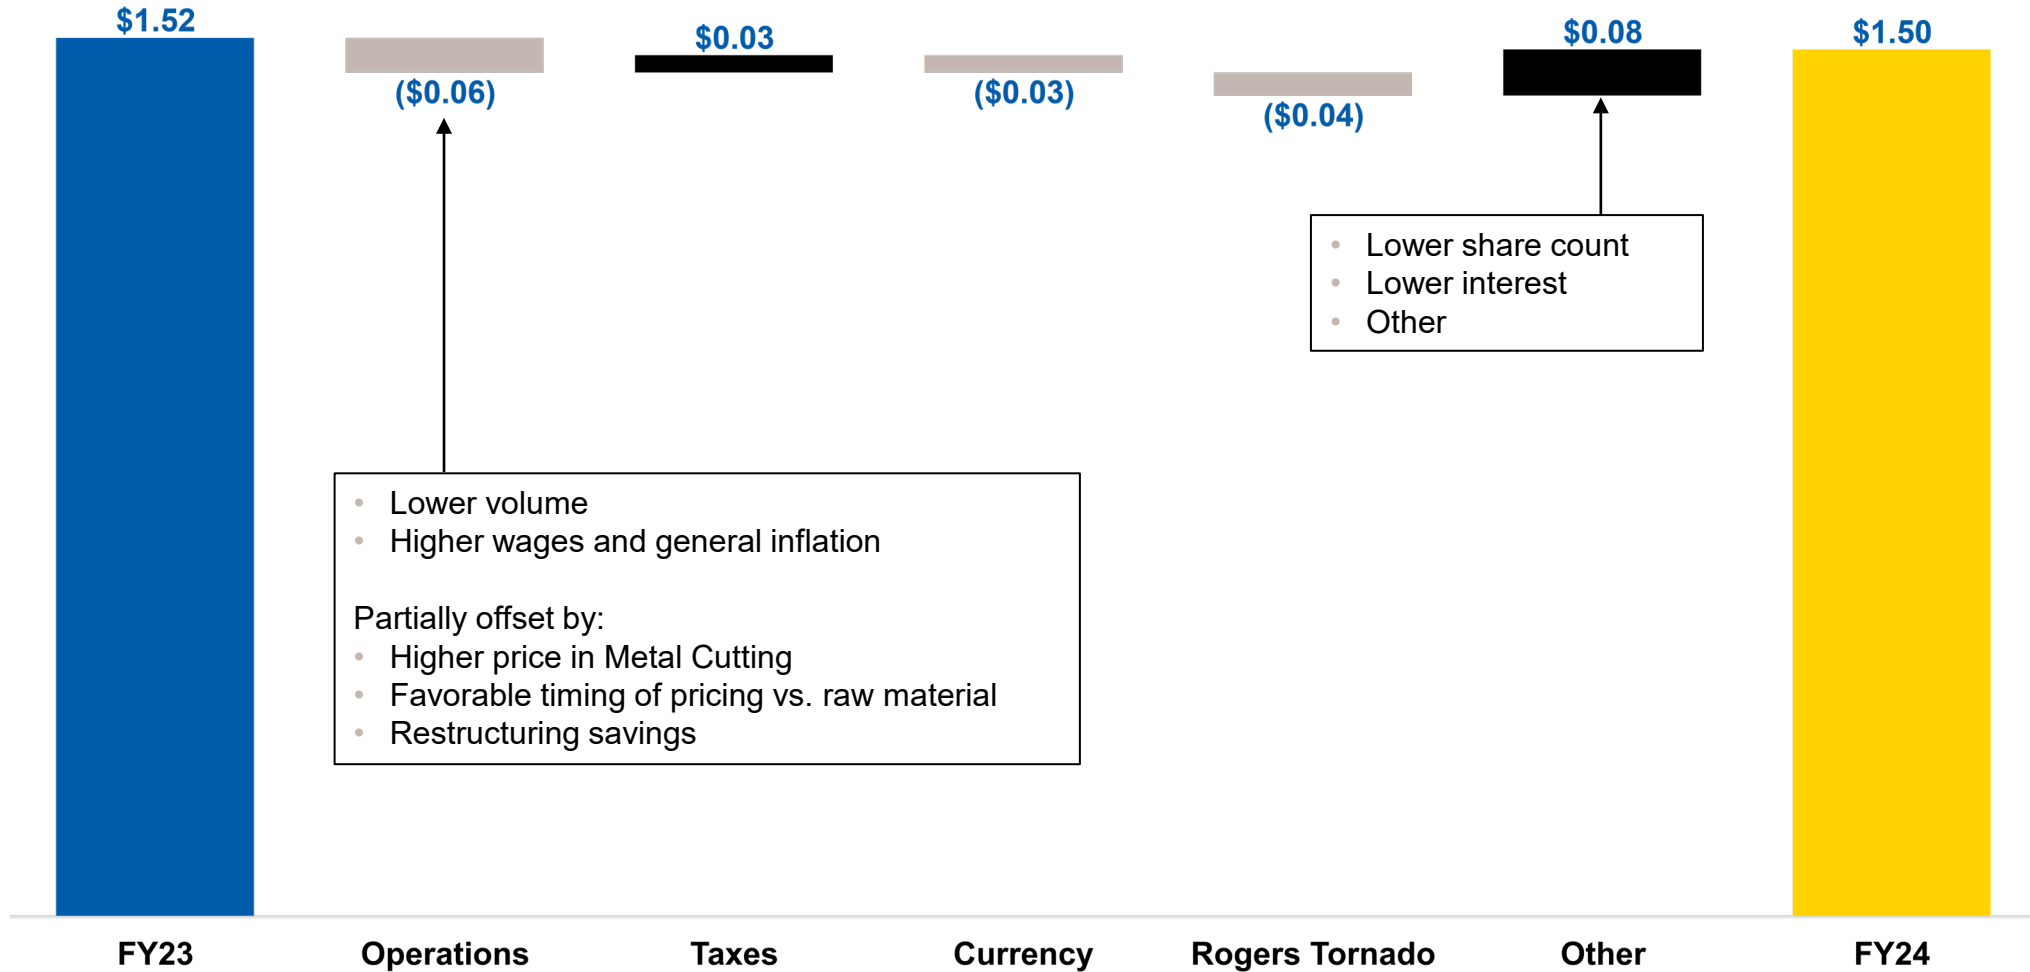 $1.52
($0.06)
$0.03
($0.03)
($0.04)
$0.08
$1.50
• Lower share count
• Lower interest
• Other
• Lower volume
• Higher wages and general inflation
Partially offset by:
• Higher price in Metal Cutting
• Favorable timing of pricing vs. raw material
• Restructuring savings
FY23
Operations
Taxes
Currency
Rogers Tornado
Other
FY24